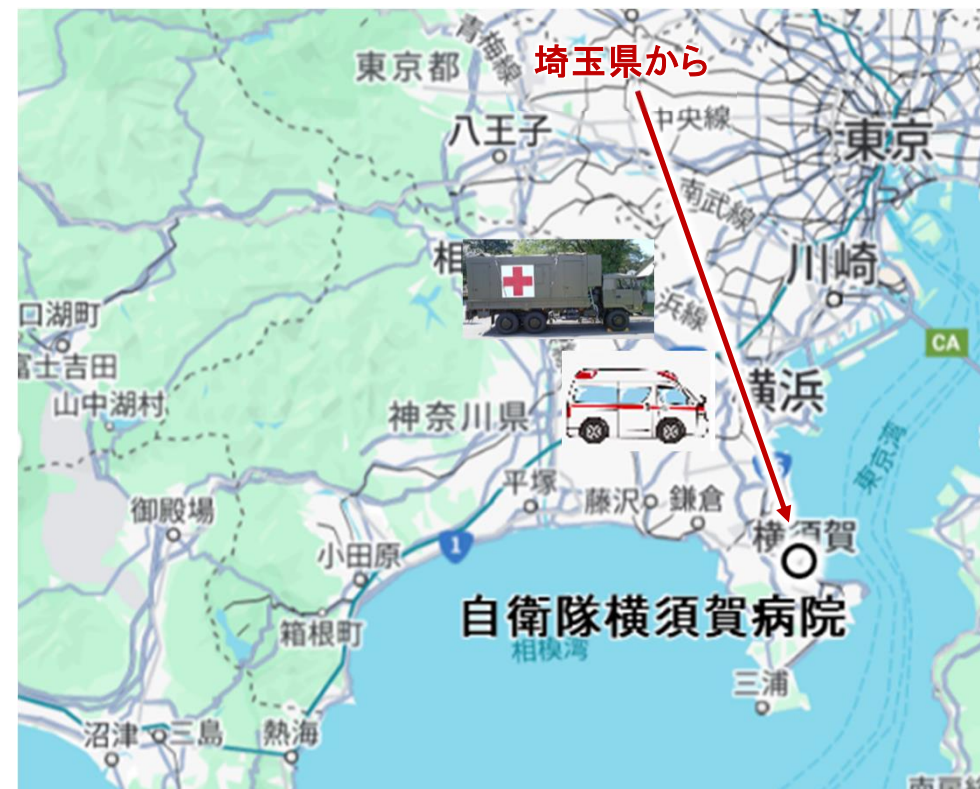 青梅線
東京都
埼玉県から
八王子
中央線
東京
南武線
相
川崎
口湖町
浜線
CA
富士吉田
山中湖村
横浜
神奈川県
東京湾
平塚
藤沢
鎌倉
御殿場
横須賀
1
小田原
自衛隊横須賀病院
箱根町
相模湾
三浦
沼津
三島
熱海